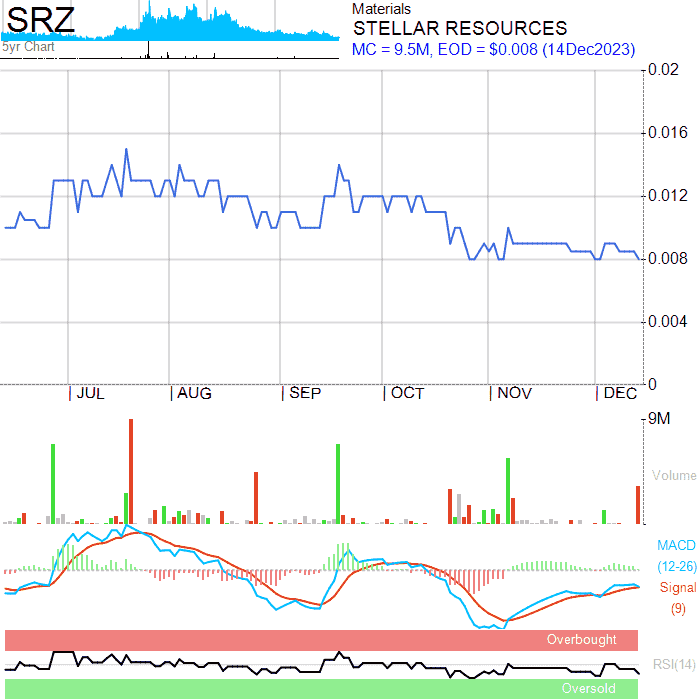 SRZ
5yr Chart
Materials
STELLAR RESOURCES
MC = 9.5M, EOD = $0.008 (14Dec2023)
0.02
0.016
0.012
0.008
0.004
0
JUL AUG SEP OCT NOV DEC
9M
Volume
MACD
(12-26)
Signal
(9)
Overbought
RSI(14)
Oversold